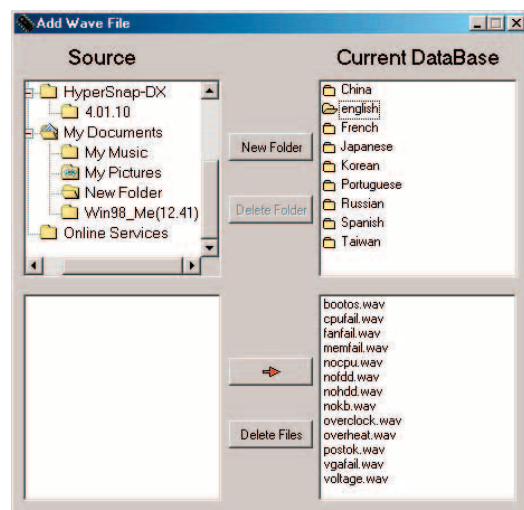 Add Wave File
Source
Current DataBase
HyperSnap-DX
4.01.10
My Documents
My Music
My Pictures
New Folder
Win98_Me(12.41)
Online Services
New Folder
Delete Folder
China
english
French
Japanese
Korean
Portuguese
Russian
Spanish
Taiwan
Delete Files
bootos.wav
cpufail.wav
fanfail.wav
memfail.wav
nocpu.wav
nofdd.wav
nohdd.wav
nokb.wav
overclock.wav
overheat.wav
postok.wav
vgafail.wav
voltage.wav